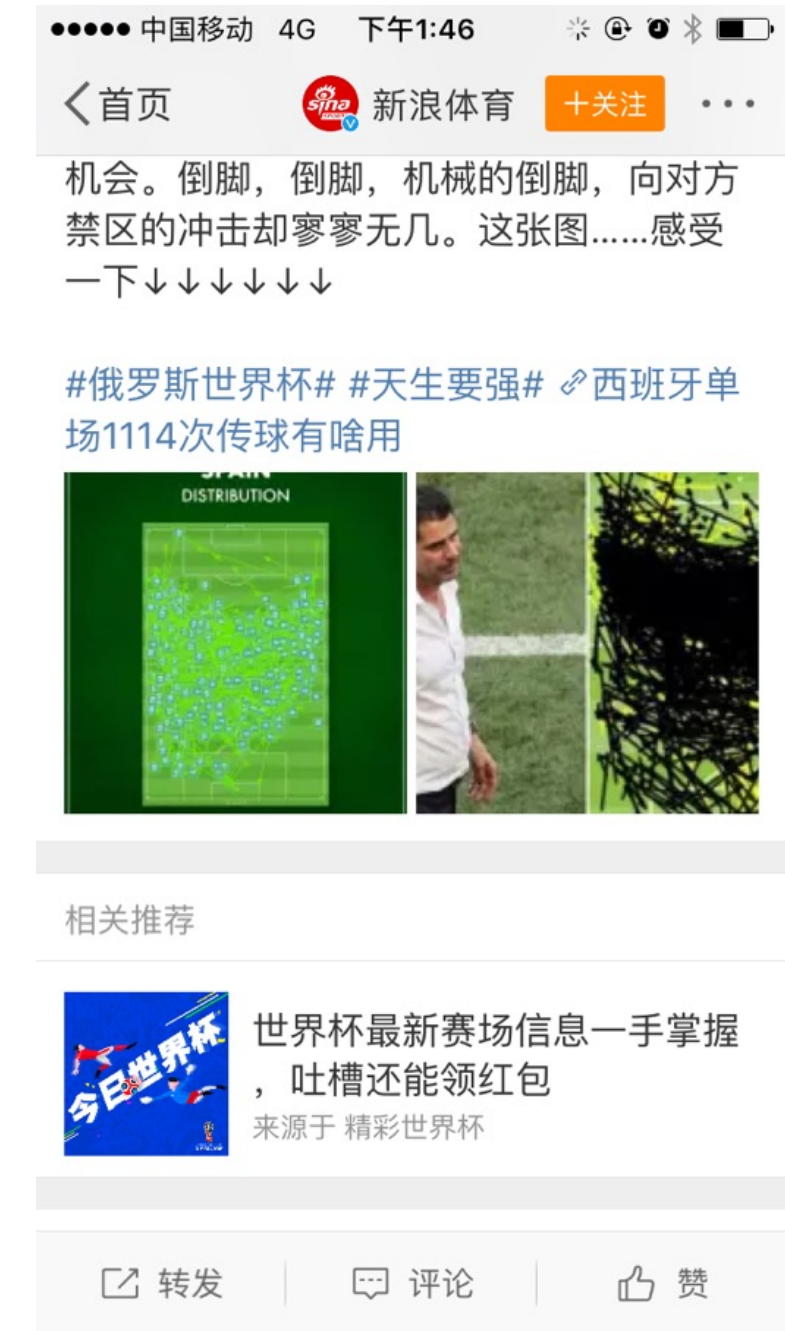 中国移动 4G 下午1:46
首页 sina 新浪体育 十关注
机会。倒脚，倒脚，机械的倒脚，向对方
禁区的冲击却寥寥无几。这张图……感受
一下↓↓↓↓↓↓
#俄罗斯世界杯# #天生要强# 西班牙单
场1114次传球有啥用
SPAIN
DISTRIBUTION
相关推荐
今日世界杯
世界杯最新赛场信息一手掌握
，吐槽还能领红包
来源于 精彩世界杯
转发 评论 赞